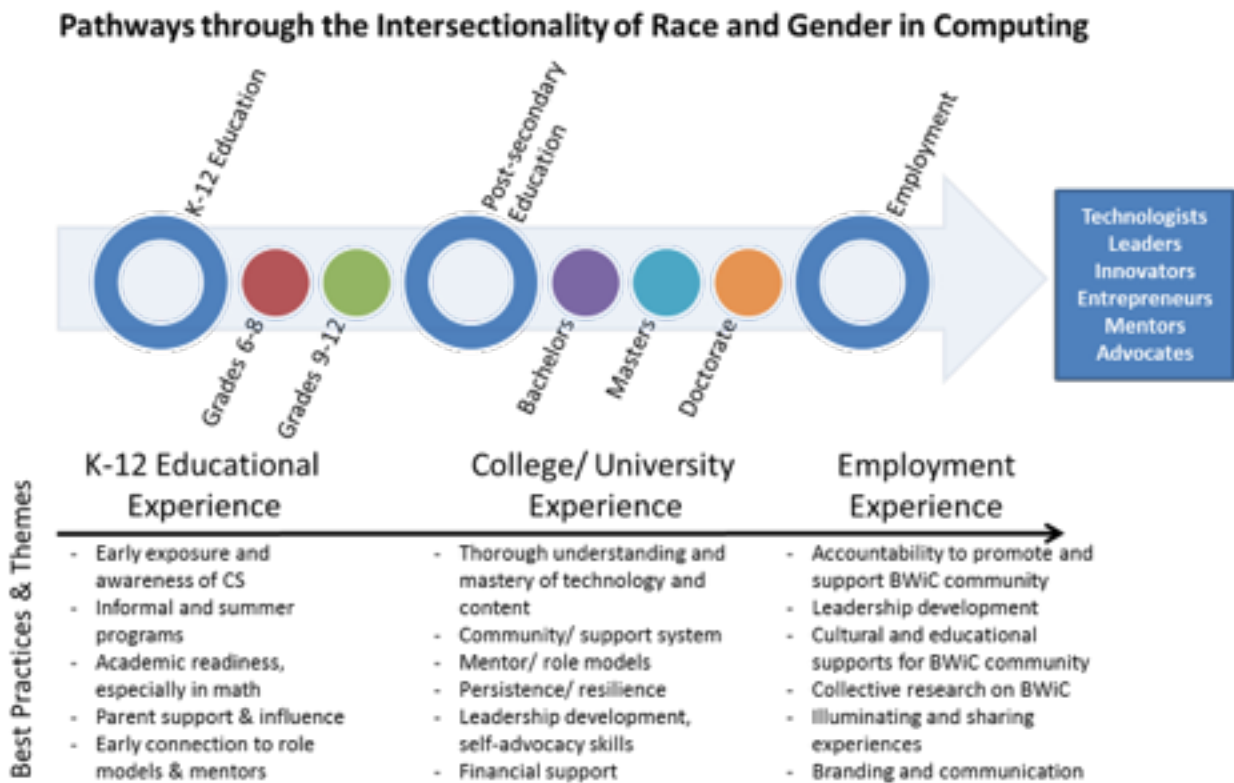 Pathways through the Intersectionality of Race and Gender in Computing
K-12 Education
Post-secondary
Education
Employment
Grades 6-8
Grades 9-12
Bachelors
Masters
Doctorate
Technologists
Leaders
Innovators
Entrepreneurs
Mentors
Advocates
Best Practices & Themes
K-12 Educational
Experience
- Early exposure and
awareness of CS
- Informal and summer
programs
- Academic readiness,
especially in math
- Parent support & influence
- Early connection to role
models & mentors
College/ University
Experience
- Thorough understanding and
mastery of technology and
content
- Community/ support system
- Mentor/ role models
- Persistence/ resilience
- Leadership development,
self-advocacy skills
- Financial support
Employment
Experience
- Accountability to promote and
support BWiC community
- Leadership development
- Cultural and educational
supports for BWiC community
- Collective research on BWiC
- Illuminating and sharing
experiences
- Branding and communication